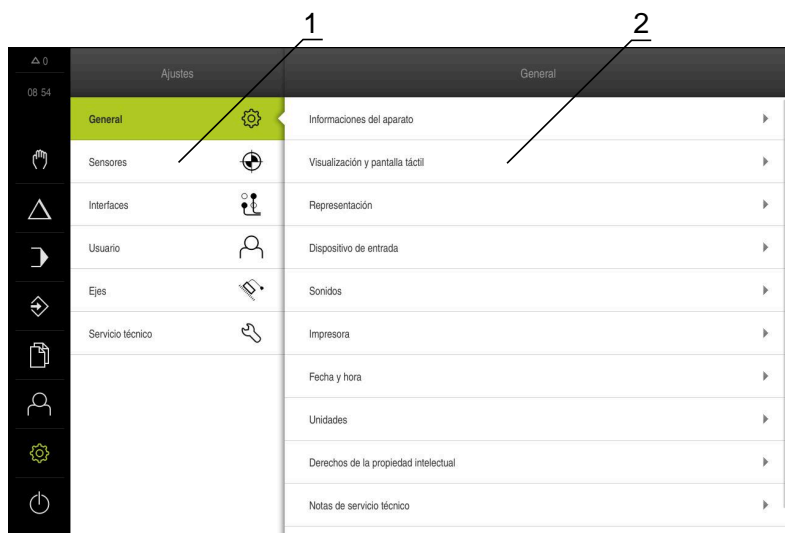 1
2
0
08 54
Ajustes
General
General
Sensores
Interfaces
Usuario
Ejes
Servicio técnico
Informaciones del aparato
Visualización y pantalla táctil
Representación
Dispositivo de entrada
Sonidos
Impresora
Fecha y hora
Unidades
Derechos de la propiedad intelectual
Notas de servicio técnico